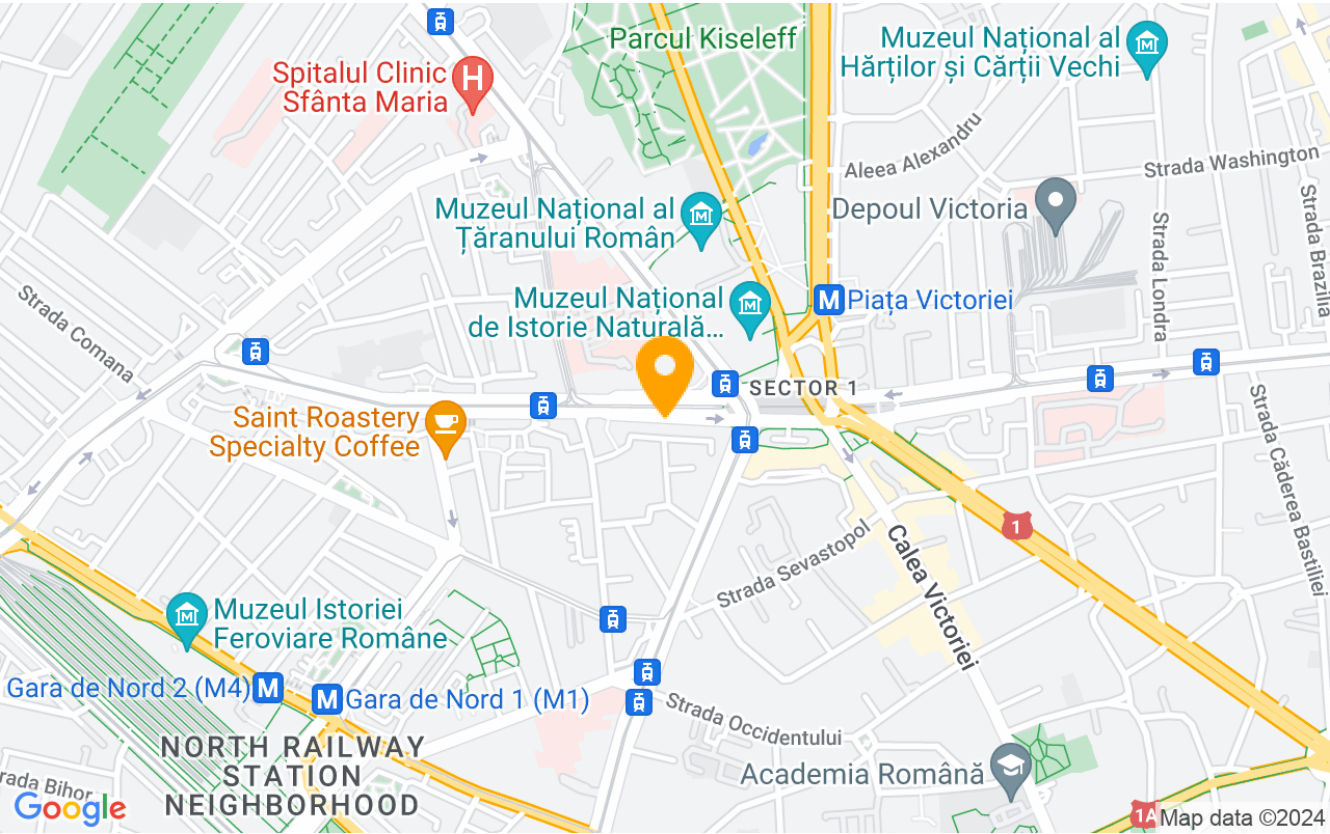 Parcul Kiseleff
Muzeul Național al
Hărților și Cărții Vechi
Spitalul Clinic
Sfânta Maria
H
Aleea Alexandru
Strada Washington
Muzeul Național al
Țăranului Român
Depoul Victoria
Strada Londra
Strada Brazilia
Strada Comana
Muzeul Național
de Istorie Naturală...
M Piața Victoriei
SECTOR 1
Saint Roastery
Specialty Coffee
Strada Căderea Bastiliei
1
Calea Victoriei
Strada Sevastopol
Muzeul Istoriei
Feroviare Române
Gara de Nord 2 (M4) M
M Gara de Nord 1 (M1)
Strada Occidentului
NORTH RAILWAY
STATION
NEIGHBORHOOD
Academia Română
rada Bihor
Google
1A
Map data ©2024